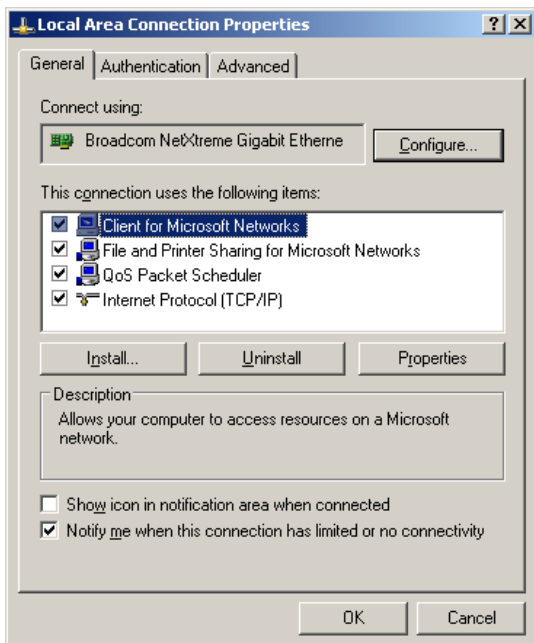 Local Area Connection Properties
General Authentication Advanced
Connect using:
Broadcom NetXtreme Gigabit Etherne Configure...
This connection uses the following items:
Client for Microsoft Networks
File and Printer Sharing for Microsoft Networks
QoS Packet Scheduler
Internet Protocol (TCP/IP)
Install... Uninstall Properties
Description
Allows your computer to access resources on a Microsoft
network.
Show icon in notification area when connected
Notify me when this connection has limited or no connectivity
OK Cancel